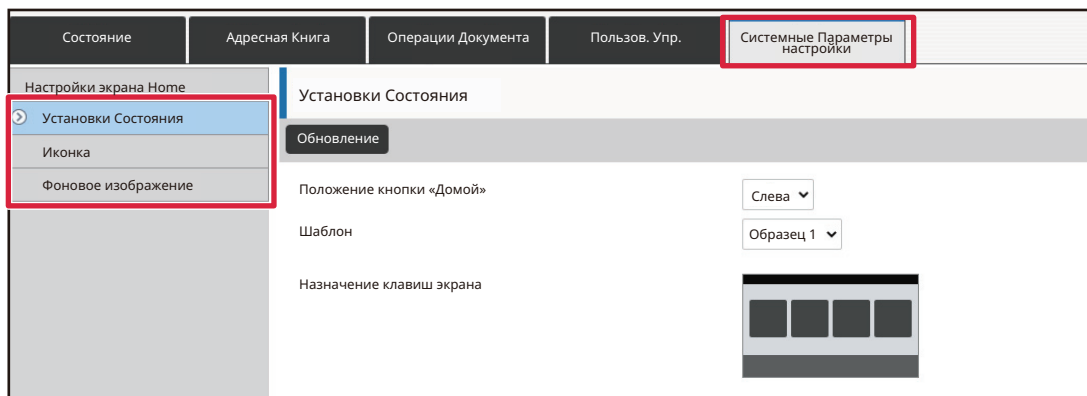 Состояние
Адресная Книга
Операции Документа
Пользов. Упр.
Системные Параметры
настройки
Настройки экрана Home
Установки Состояния
Иконка
Фоновое изображение
Установки Состояния
Обновление
Положение кнопки «Домой»
Слева
Шаблон
Образец 1
Назначение клавиш экрана